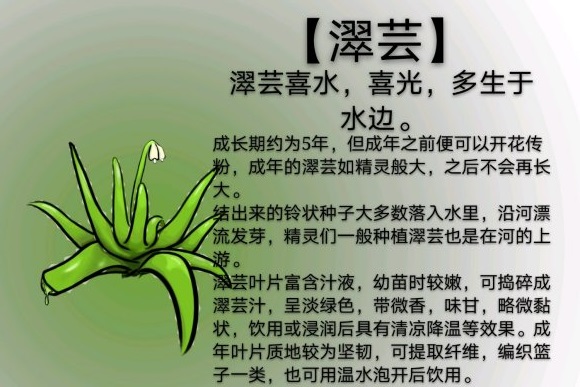 【濢芸】
濢芸喜水，喜光，多生于
水边。
成长期约为5年，但成年之前便可以开花传
粉，成年的濢芸如精灵般大，之后不会再长
大。
结出来的铃状种子大多数落入水里，沿河漂
流发芽，精灵们一般种植濢芸也是在河的上
游。
濢芸叶片富含汁液，幼苗时较嫩，可捣碎成
濢芸汁，呈淡绿色，带微香，味甘，略微黏
状，饮用或浸润后具有清凉降温等效果。成
年叶片质地较为坚韧，可提取纤维，编织篮
子一类，也可用温水泡开后饮用。